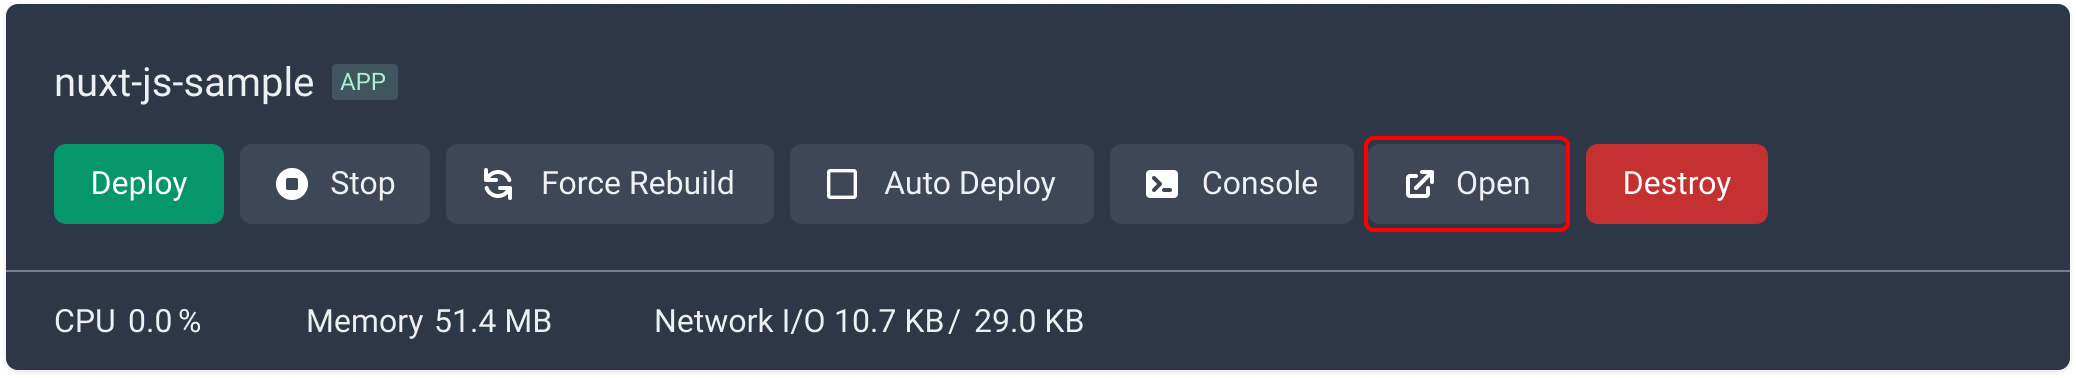 nuxt-js-sample APP
Deploy Stop Force Rebuild Auto Deploy Console Open Destroy
CPU 0.0 % Memory 51.4 MB Network I/O 10.7 KB / 29.0 KB